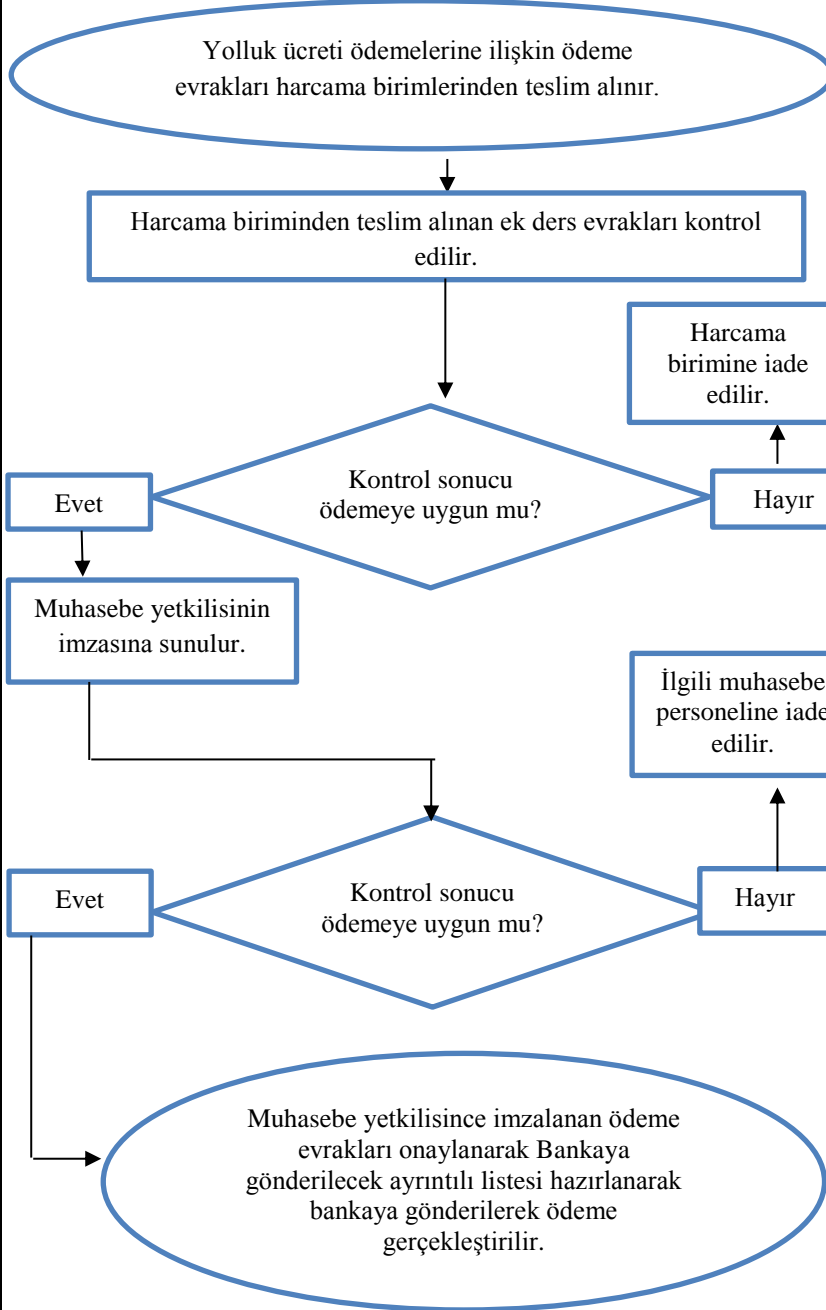 Yolluk ücreti ödemelerine ilişkin ödeme
evrakları harcama birimlerinden teslim alınır.
Harcama biriminden teslim alınan ek ders evrakları kontrol
edilir.
Harcama
birimine iade
edilir.
Kontrol sonucu
ödemeye uygun mu?
Evet
Hayır
Muhasebe yetkilisinin
imzasına sunulur.
İlgili muhasebe
personeline iade
edilir.
Kontrol sonucu
ödemeye uygun mu?
Evet
Hayır
Muhasebe yetkilisince imzalanan ödeme
evrakları onaylanarak Bankaya
gönderilecek ayrıntılı listesi hazırlanarak
bankaya gönderilerek ödeme
gerçekleştirilir.